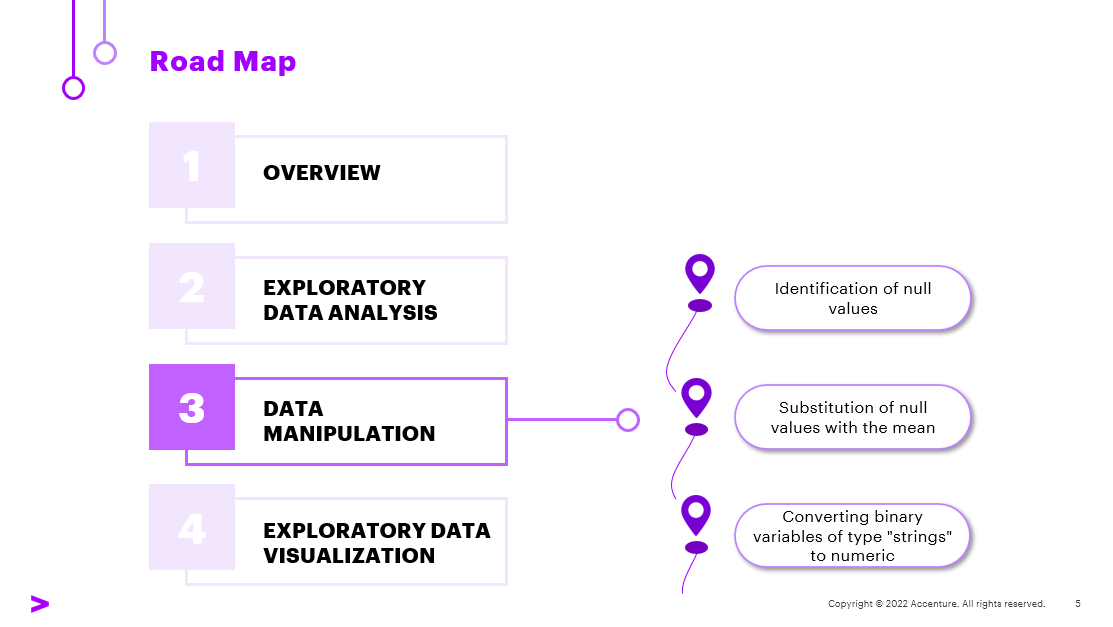 Road Map
1
OVERVIEW
2
EXPLORATORY
DATA ANALYSIS
3
DATA
MANIPULATION
4
EXPLORATORY DATA
VISUALIZATION
Identification of null
values
Substitution of null
values with the mean
Converting binary
variables of type "strings"
to numeric
Copyright © 2022 Accenture. All rights reserved.
5